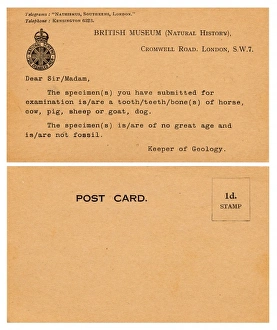 Telegrams: "NATHISMUS, SOUTHKENS, LONDON."
Telephone: KENSINGTON 6323.
BRITISH MUSEUM (NATURAL HISTORY),
CROMWELL ROAD, LONDON, S.W.7.
Dear Sir/Madam,
The specimen(s) you have submitted for
examination is/are a tooth/teeth/bone(s) of horse,
cow, pig, sheep or goat, dog.
The specimen(s) is/are of no great age and
is/are not fossil.
Keeper of Geology.
POST CARD.
1d.
STAMP